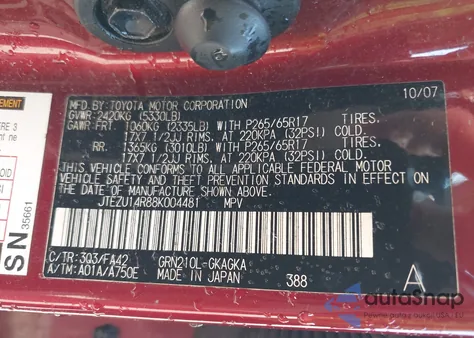 MFD. BY: TOYOTA MOTOR CORPORATION 10/07
GVWR: 2420KG (5330LB)
GAWR: FRT. 1060KG (2335LB) WITH P265/65R17 TIRES.
17X7 1/2JJ RIMS. AT 220KPA (32PSI) COLD.
RR. 1365KG (3010LB) WITH P265/65R17 TIRES.
17X7 1/2JJ RIMS. AT 220KPA (32PSI) COLD.
THIS VEHICLE CONFORMS TO ALL APPLICABLE FEDERAL MOTOR
VEHICLE SAFETY STANDARDS IN EFFECT ON THE DATE OF
MANUFACTURE SHOWN ABOVE.
JTEZU14R88K004481 MPV
C/TR: 3Q3/FA42 GRN210L-GKAGKA
A/TM: A01A/A750E MADE IN JAPAN 388 A
SN 35661
autoSnap